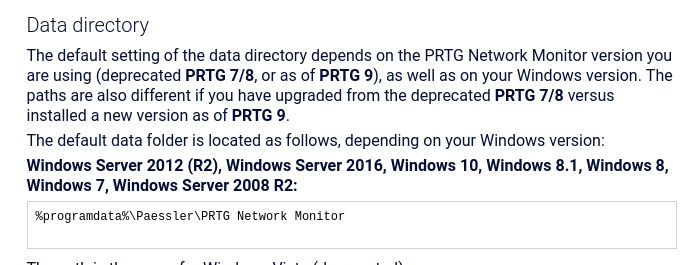 Data directory
The default setting of the data directory depends on the PRTG Network Monitor version you
are using (deprecated PRTG 7/8, or as of PRTG 9), as well as on your Windows version. The
paths are also different if you have upgraded from the deprecated PRTG 7/8 versus
installed a new version as of PRTG 9.
The default data folder is located as follows, depending on your Windows version:
Windows Server 2012 (R2), Windows Server 2016, Windows 10, Windows 8.1, Windows 8,
Windows 7, Windows Server 2008 R2:
%programdata%\Paessler\PRTG Network Monitor